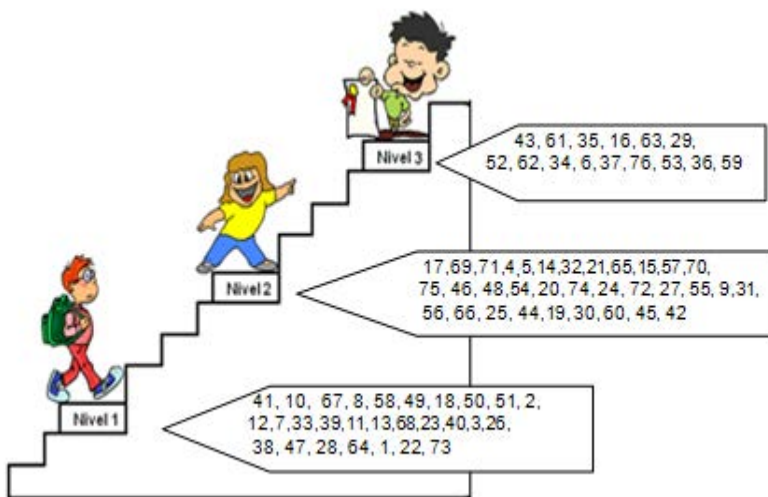 Nivel 3
43, 61, 35, 16, 63, 29,
52, 62, 34, 6, 37, 76, 53, 36, 59
Nivel 2
17,69,71,4,5,14,32,21,65,15,57,70,
75, 46, 48,54, 20, 74, 24, 72, 27, 55, 9,31,
56, 66, 25, 44,19, 30, 60, 45, 42
Nivel 1
41, 10, 67, 8, 58, 49, 18, 50, 51, 2,
12,7,33,39,11,13,68,23,40,3,26,
38, 47, 28, 64, 1, 22, 73